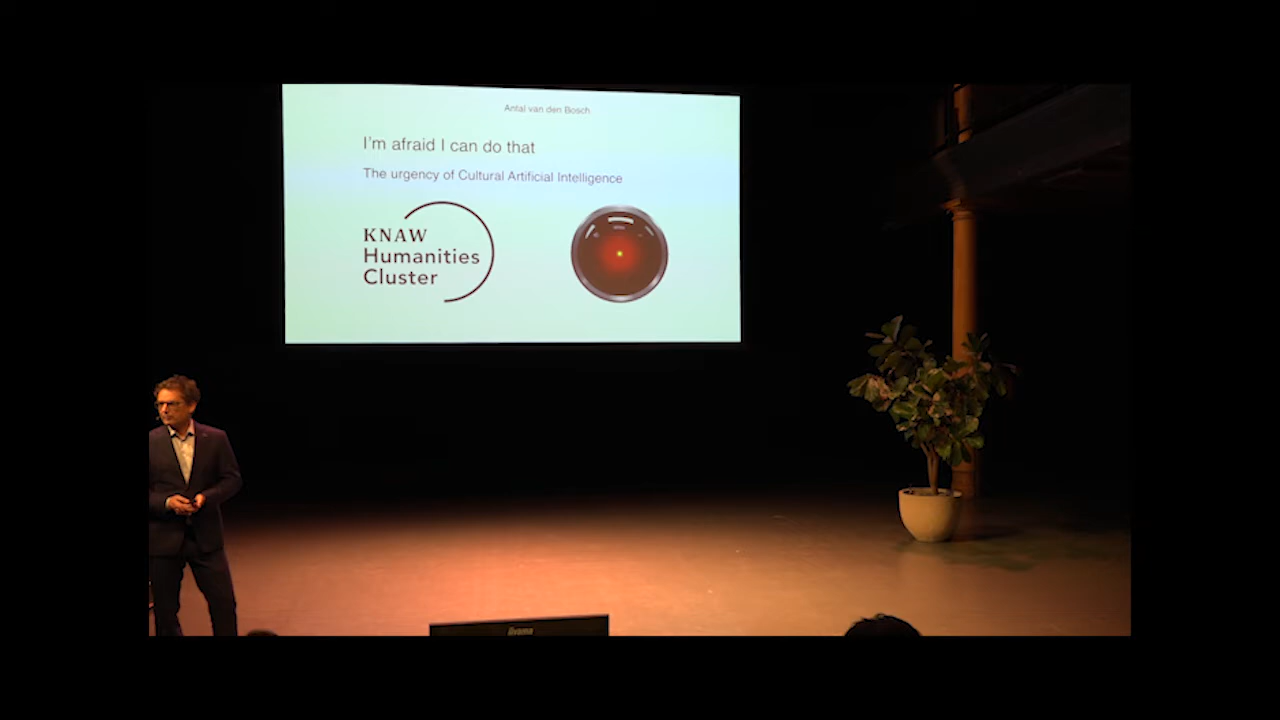 Antal van den Bosch
I'm afraid I can do that
The urgency of Cultural Artificial Intelligence
KNAW
Humanities
Cluster
iiyama